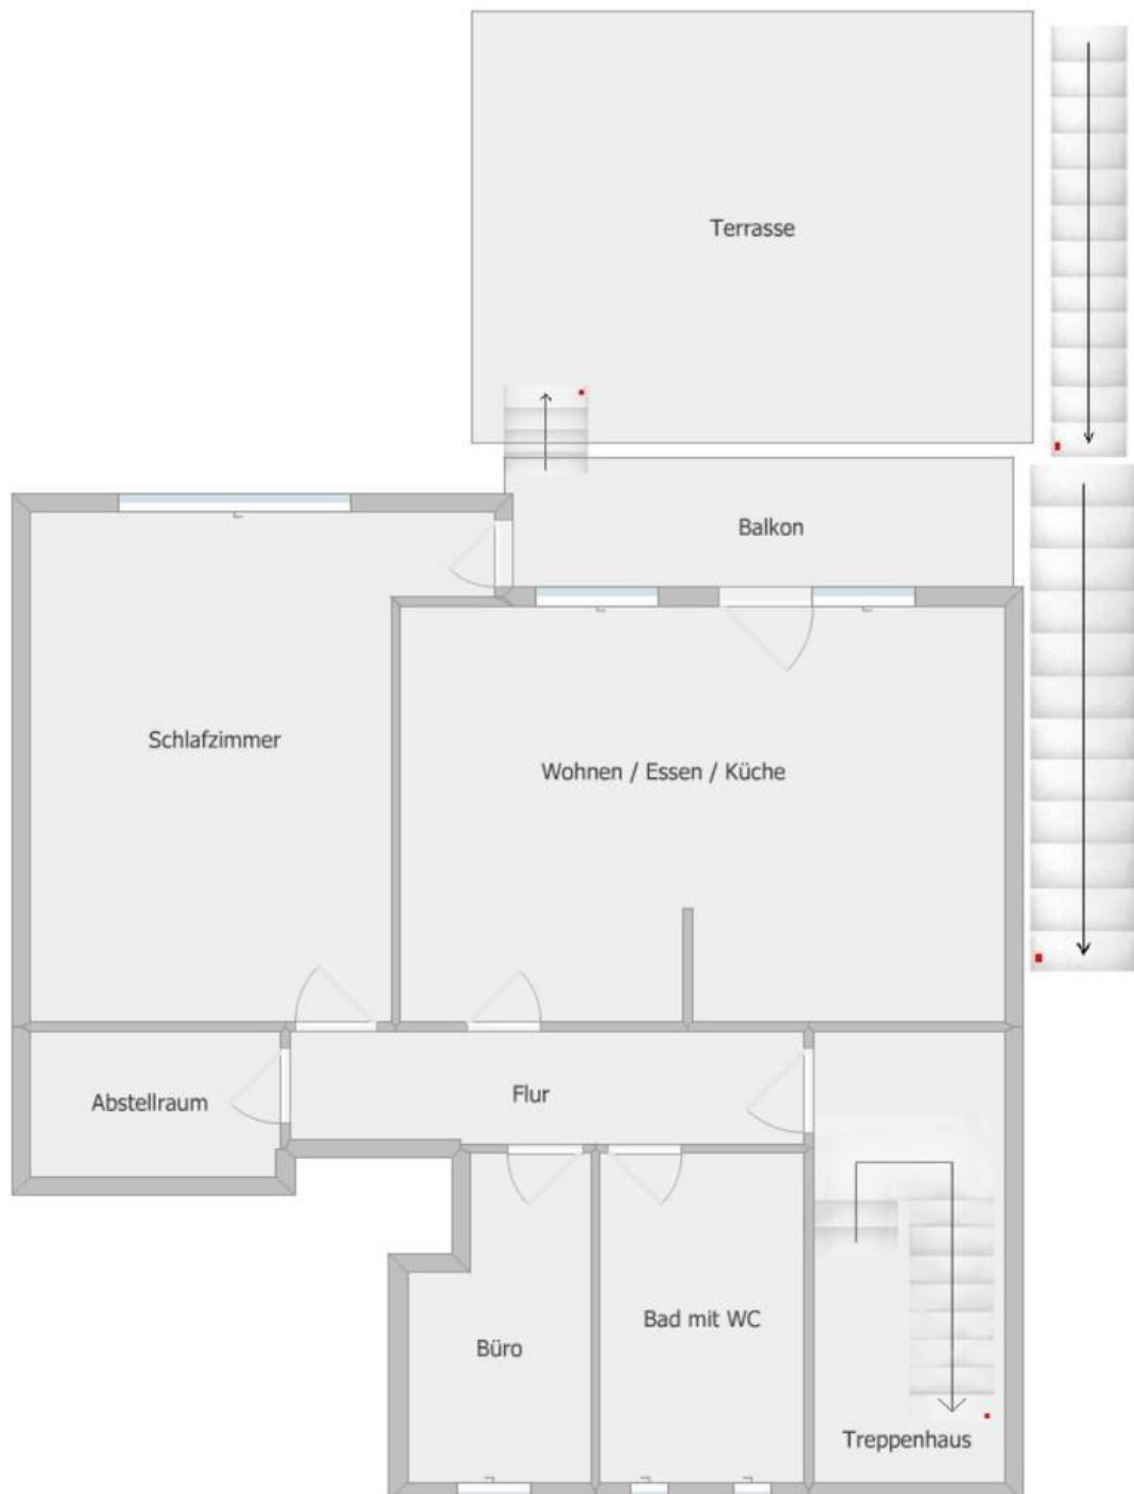 Terrasse
Balkon
Schlafzimmer
Wohnen / Essen / Küche
Abstellraum
Flur
Büro
Bad mit WC
Treppenhaus